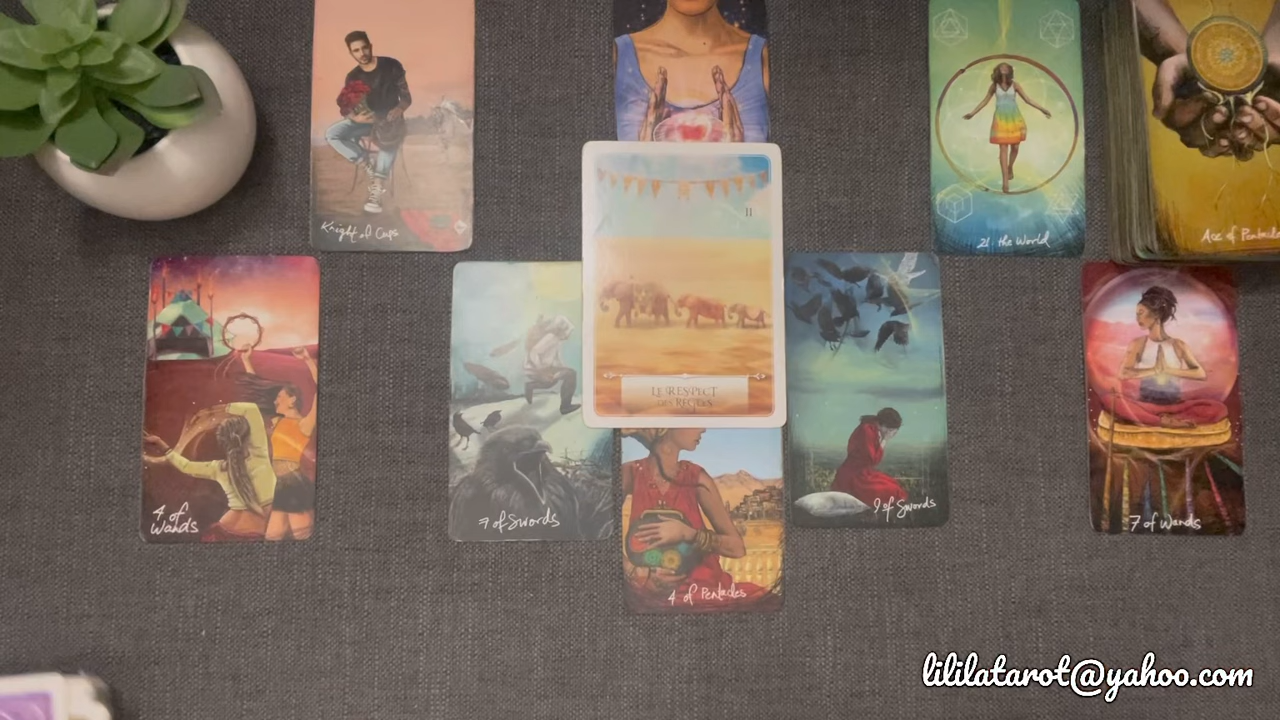 Knight of Cups
21. the World
Ace of Pentacles
II
LE RESPECT
DES RÈGLES
4 of
Wands
7 of Swords
9 of Swords
7 of Wands
4 of Pentacles
lililatarot@yahoo.com